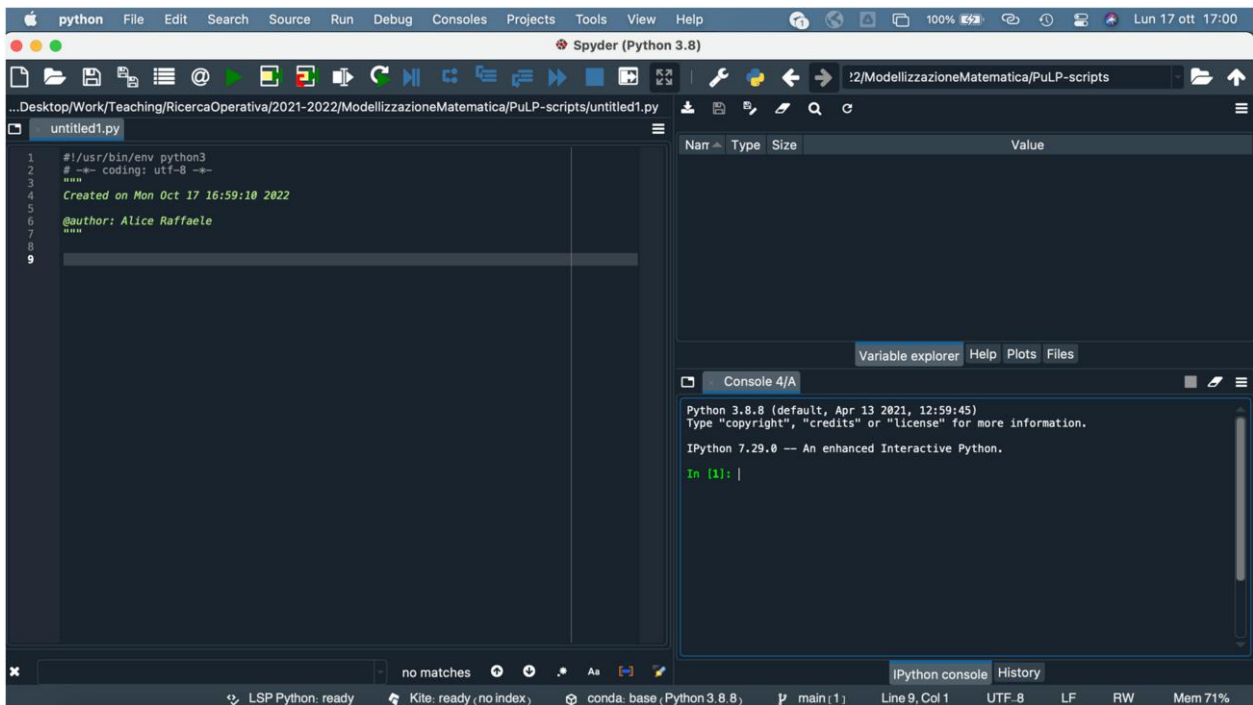 python File Edit Search Source Run Debug Consoles Projects Tools View Help 100% Lun 17 ott 17:00
Spyder (Python 3.8)
!2/ModellizzazioneMatematica/PuLP-scripts
...Desktop/Work/Teaching/RicercaOperativa/2021-2022/ModellizzazioneMatematica/PuLP-scripts/untitled1.py
untitled1.py
1 #!/usr/bin/env python3
2 # -*- coding: utf-8 -*-
3 """
4 Created on Mon Oct 17 16:59:10 2022
5
6 @author: Alice Raffaele
7 """
8
9
Type Size Value
Variable explorer Help Plots Files
Console 4/A
Python 3.8.8 (default, Apr 13 2021, 12:59:45)
Type "copyright", "credits" or "license" for more information.
IPython 7.29.0 -- An enhanced Interactive Python.
In [1]:
no matches .* Aa
IPython console History
LSP Python: ready Kite: ready (no index) conda: base (Python 3.8.8) main [1] Line 9, Col 1 UTF-8 LF RW Mem 71%